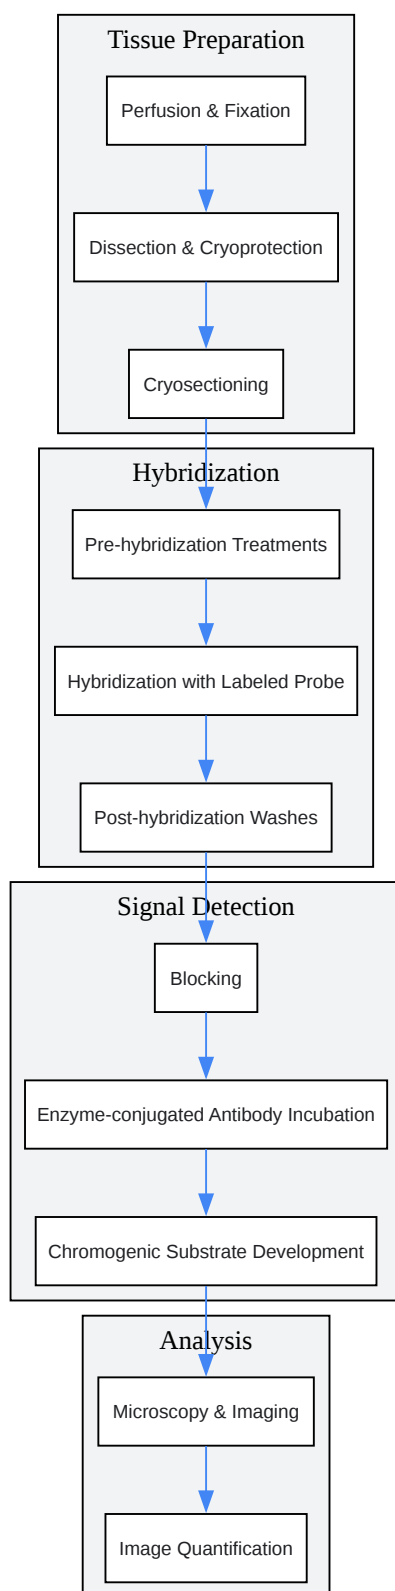 Tissue Preparation
Perfusion & Fixation
Dissection & Cryoprotection
Cryosectioning
Hybridization
Pre-hybridization Treatments
Hybridization with Labeled Probe
Post-hybridization Washes
Signal Detection
Blocking
Enzyme-conjugated Antibody Incubation
Chromogenic Substrate Development
Analysis
Microscopy & Imaging
Image Quantification